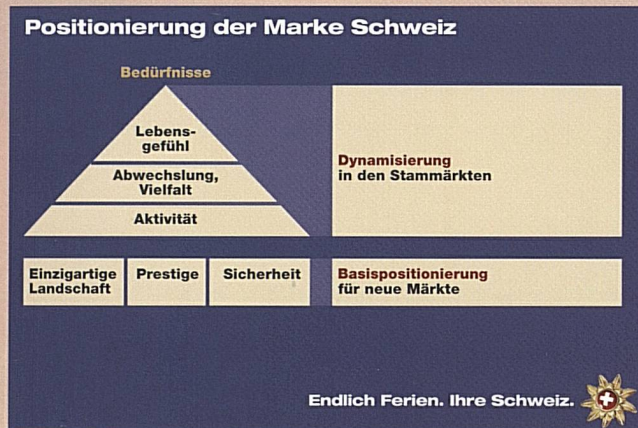 Positionierung der Marke Schweiz
Bedürfnisse
Lebens-
gefühl
Abwechslung,
Vielfalt
Aktivität
Dynamisierung
in den Stammärkten
Einzigartige
Landschaft
Prestige
Sicherheit
Basispositionierung
für neue Märkte
Endlich Ferien. Ihre Schweiz.